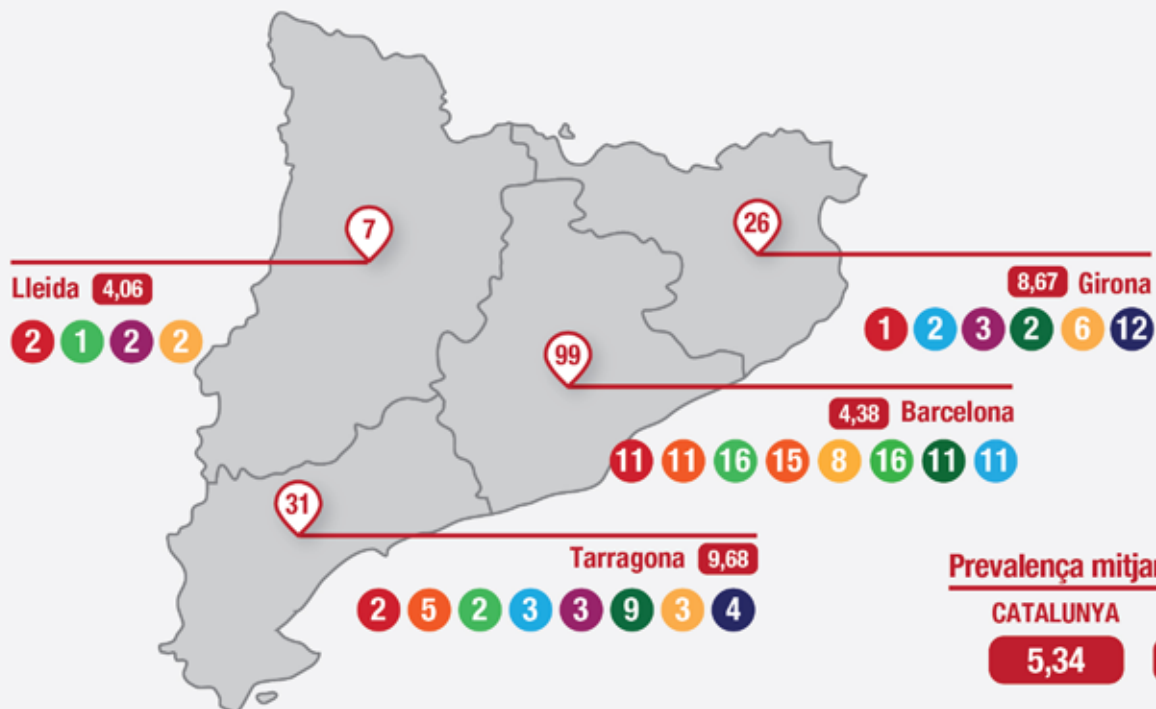 7
26
Lleida 4,06
8,67 Girona
2 1 2 2
1 2 3 2 6 12
99
4,38 Barcelona
11 11 16 15 8 16 11 11
31
Tarragona 9,68
2 5 2 3 3 9 3 4
Prevalença
CATALUNYA
5,34